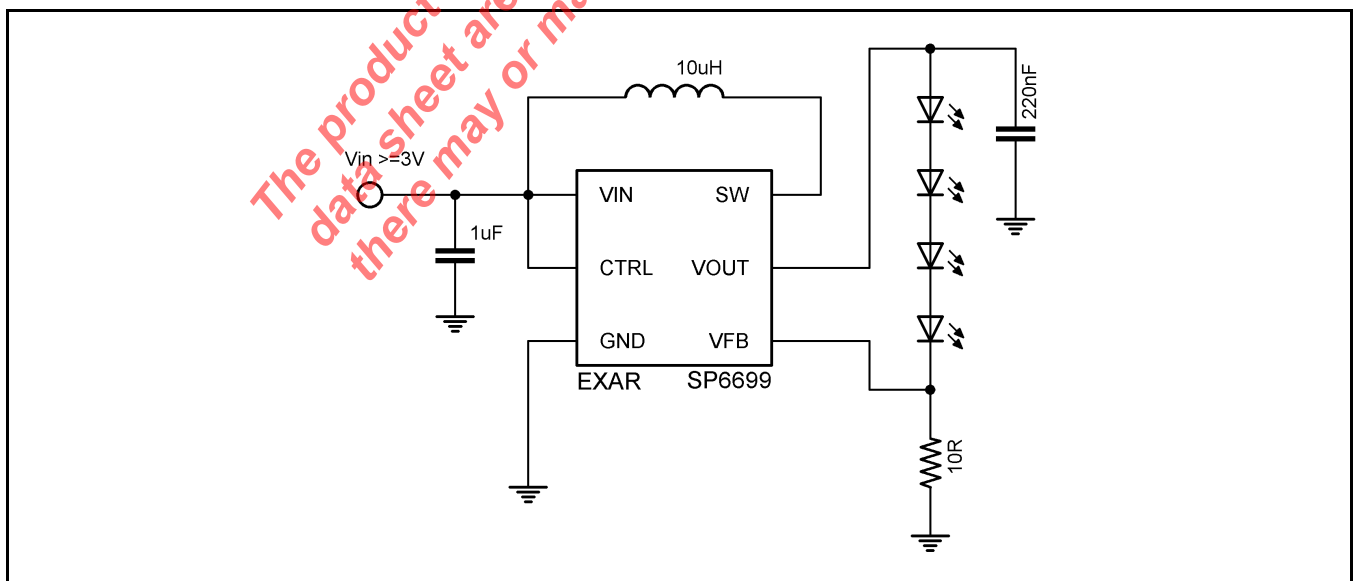 The product
data sheet are
there may or ma
10uH
220nF
Vin >=3V
VIN
SW
1uF
CTRL
VOUT
GND
VFB
EXAR
SP6699
10R